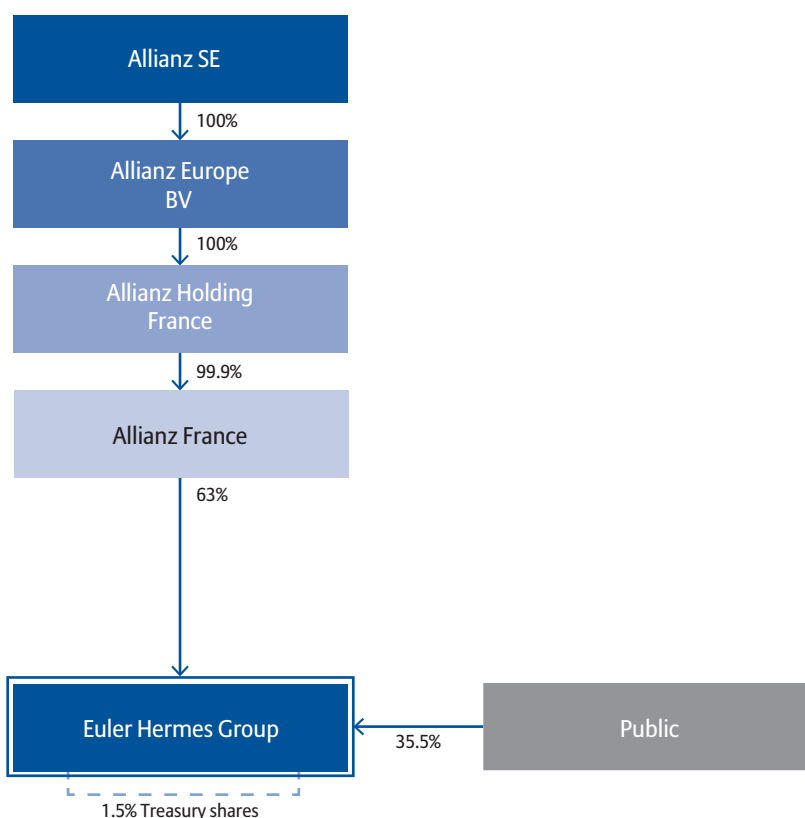 Allianz SE
100%
Allianz Europe
BV
100%
Allianz Holding
France
99.9%
Allianz France
63%
Euler Hermes Group
35.5%
Public
1.5% Treasury shares